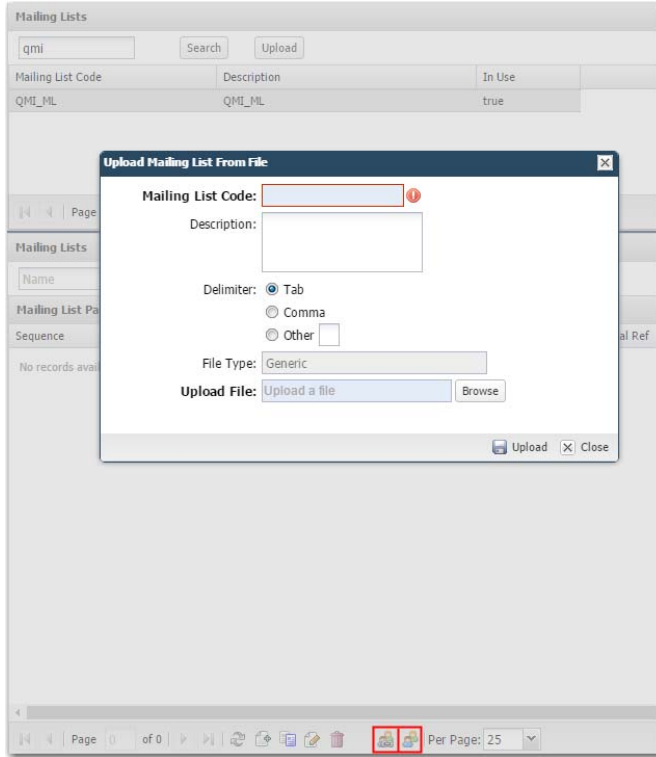 Mailing Lists
qmi Search Upload
Mailing List Code Description In Use
QMI_ML QMI_ML true
Upload Mailing List From File
Mailing List Code:
Page
Description:
Mailing Lists
Name
Delimiter: Tab
Comma
Mailing List Pa
Other
Sequence al Ref
File Type: Generic
No records avail
Upload File: Upload a file Browse
Upload Close
Page 0 of 0 Per Page: 25